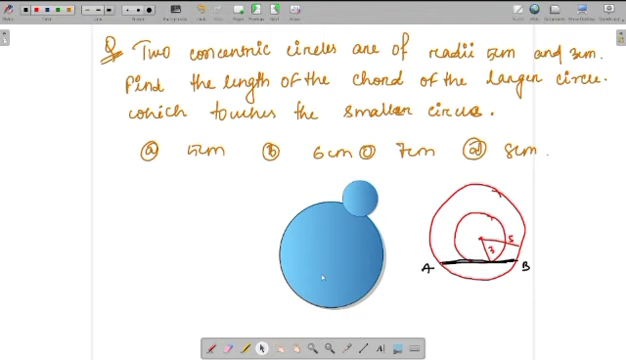 Q Two concentric circles are of radii 5cm and 3cm.
Find the length of the chord of the larger circle
which touches the smaller circle.
(a) 5cm (b) 6cm (c) 7cm (d) 8cm.
5
3
A B